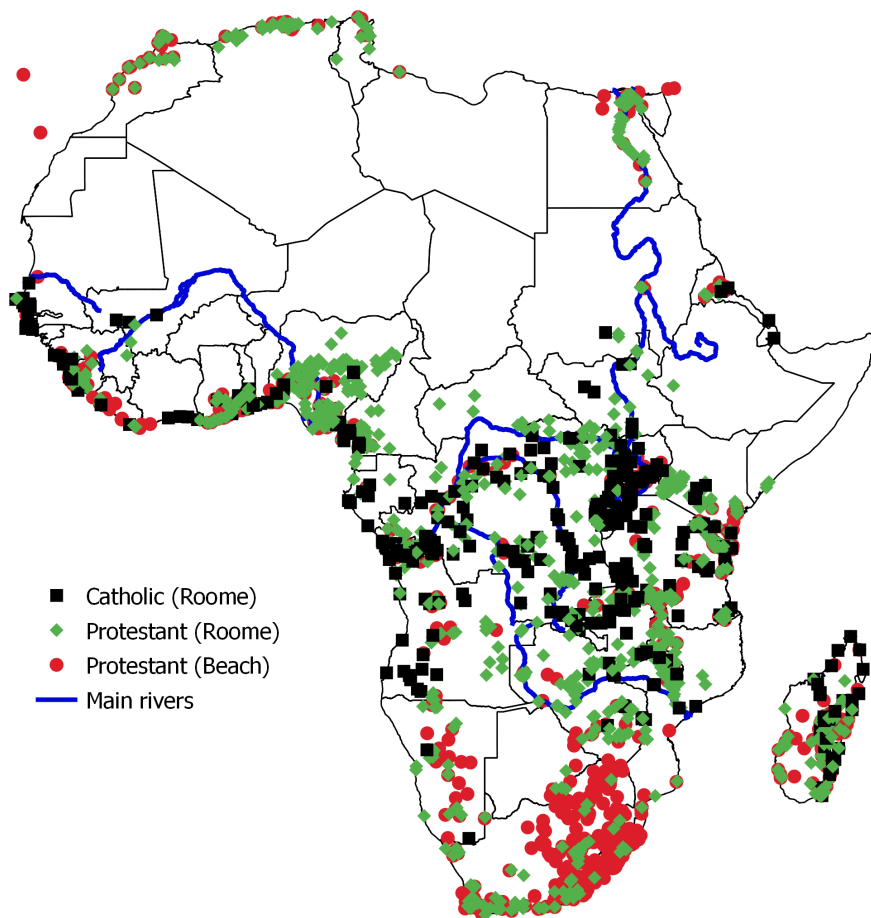 Catholic (Roome)
Protestant (Roome)
Protestant (Beach)
Main rivers